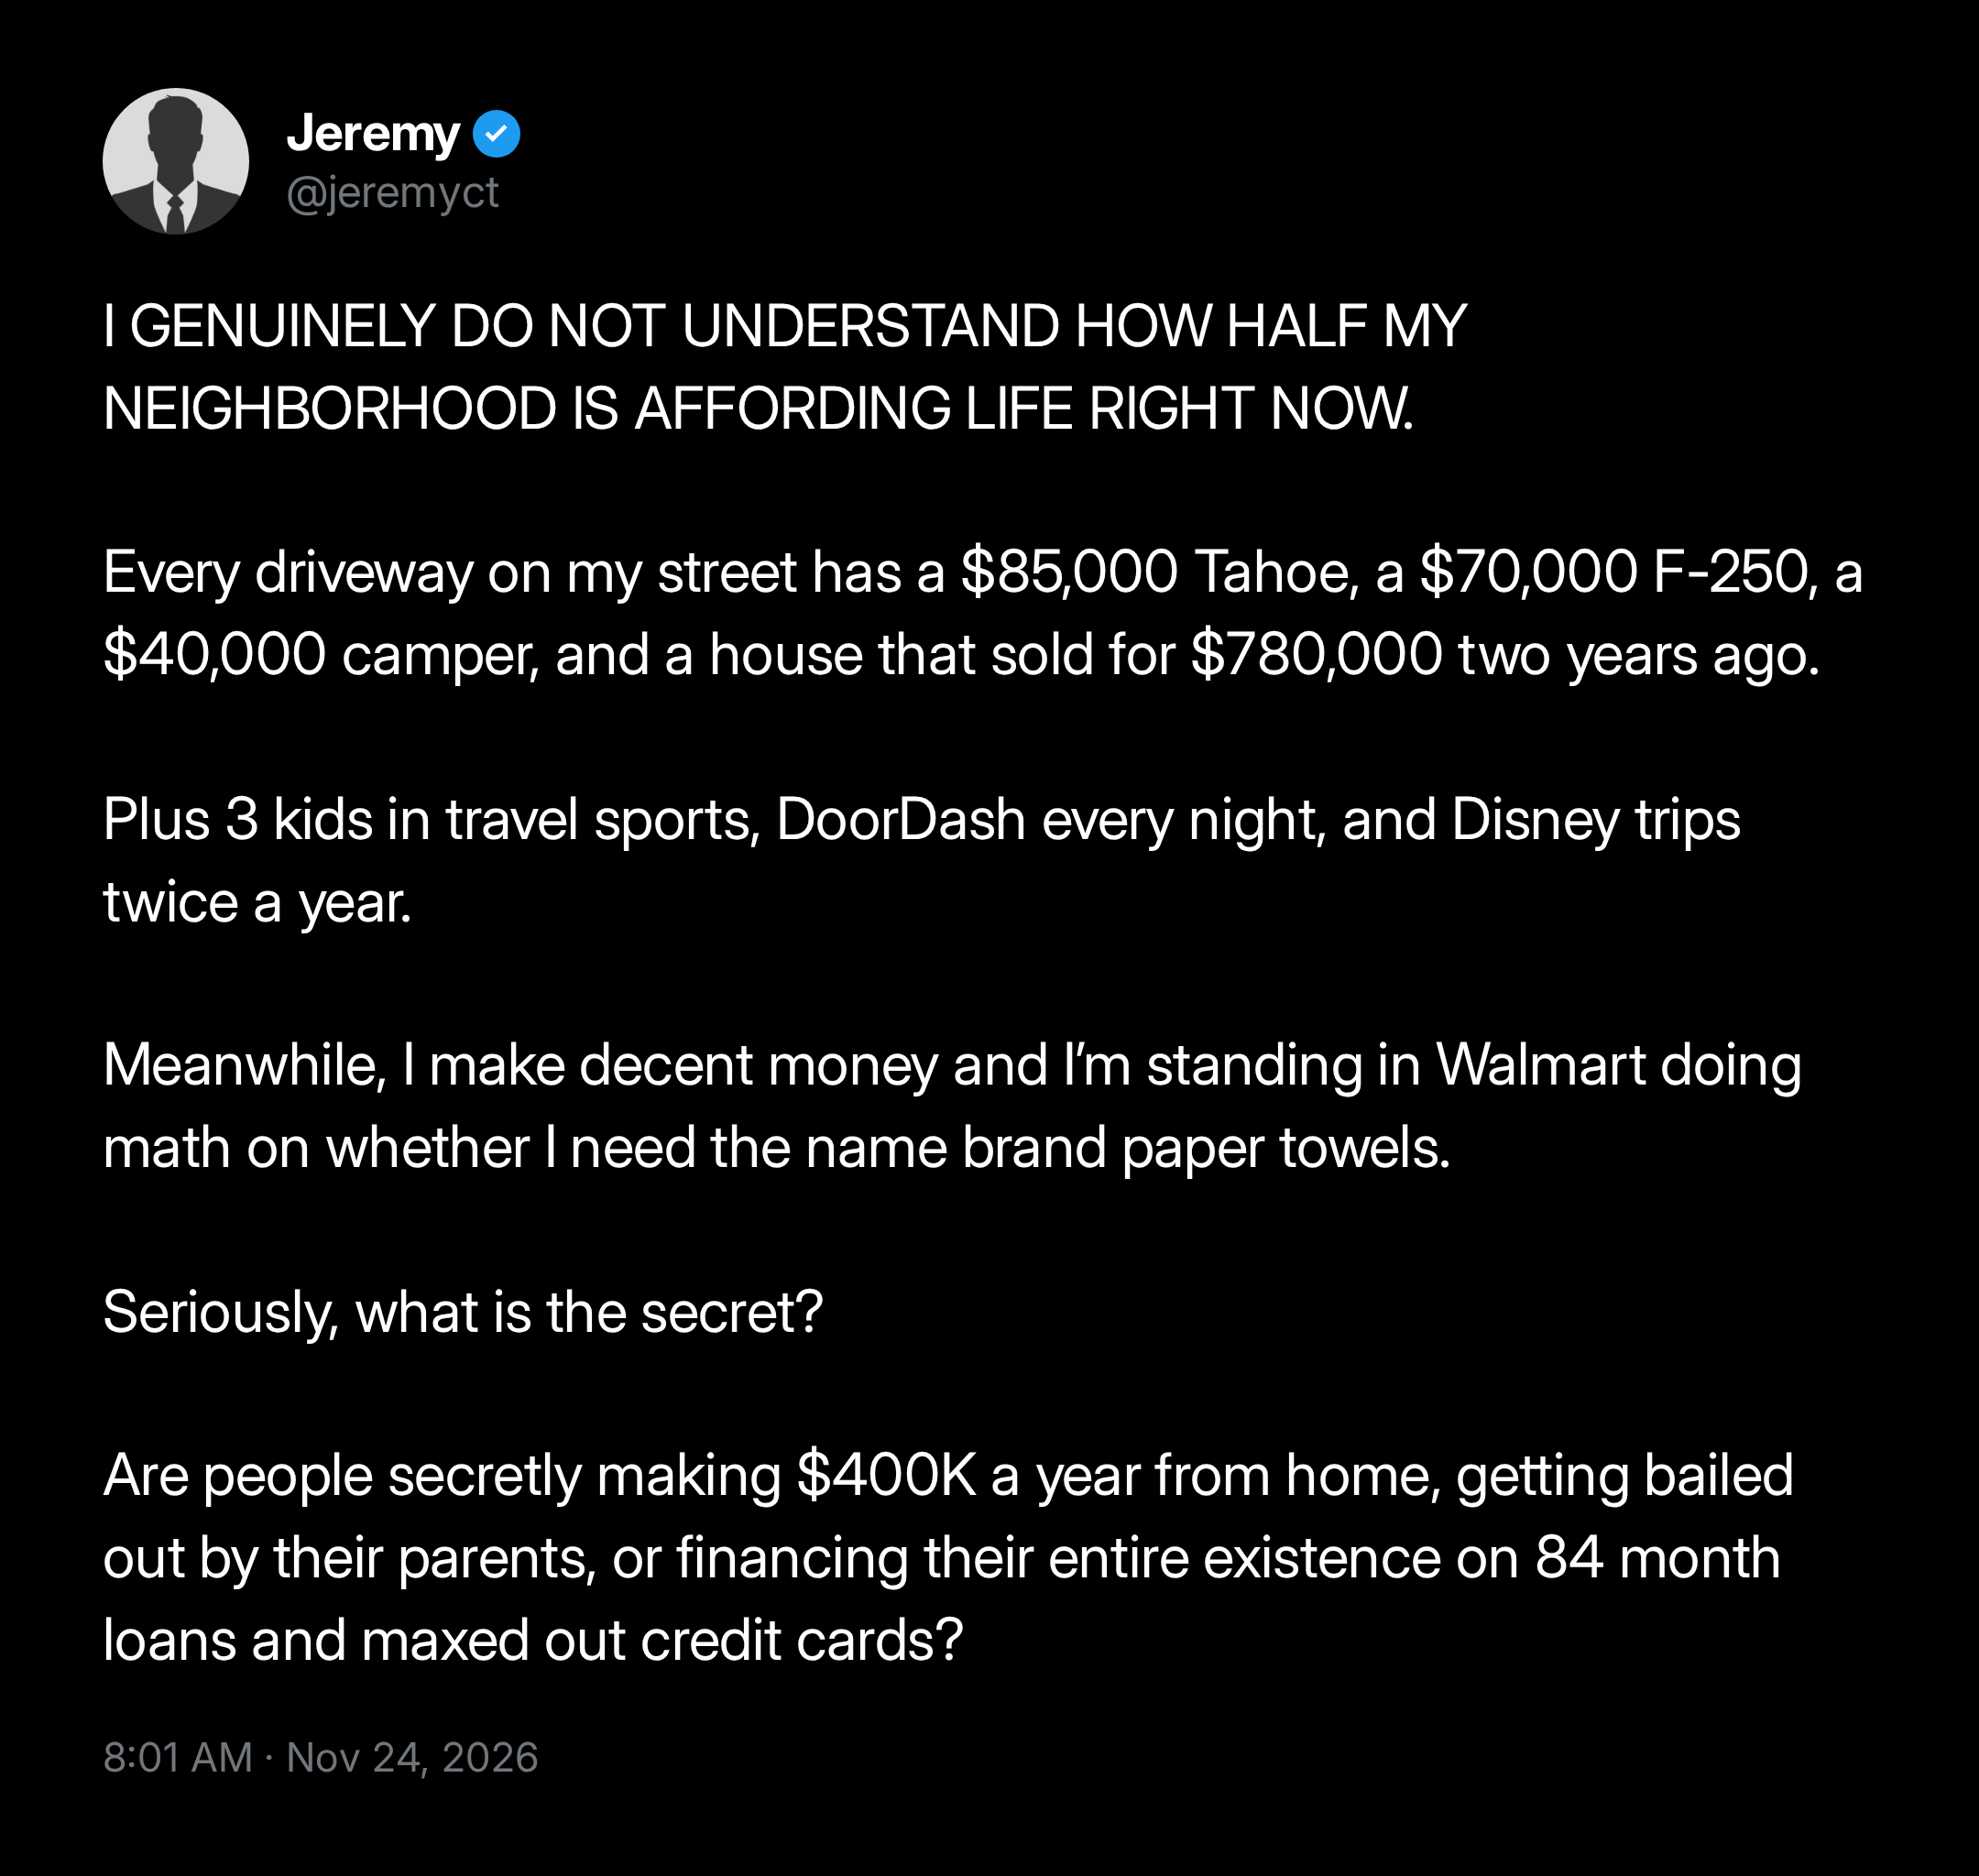 Jeremy
@jeremyct
I GENUINELY DO NOT UNDERSTAND HOW HALF MY
NEIGHBORHOOD IS AFFORDING LIFE RIGHT NOW.
Every driveway on my street has a $85,000 Tahoe, a $70,000 F-250, a
$40,000 camper, and a house that sold for $780,000 two years ago.
Plus 3 kids in travel sports, DoorDash every night, and Disney trips
twice a year.
Meanwhile, I make decent money and I’m standing in Walmart doing
math on whether I need the name brand paper towels.
Seriously, what is the secret?
Are people secretly making $400K a year from home, getting bailed
out by their parents, or financing their entire existence on 84 month
loans and maxed out credit cards?
8:01 AM · Nov 24, 2026